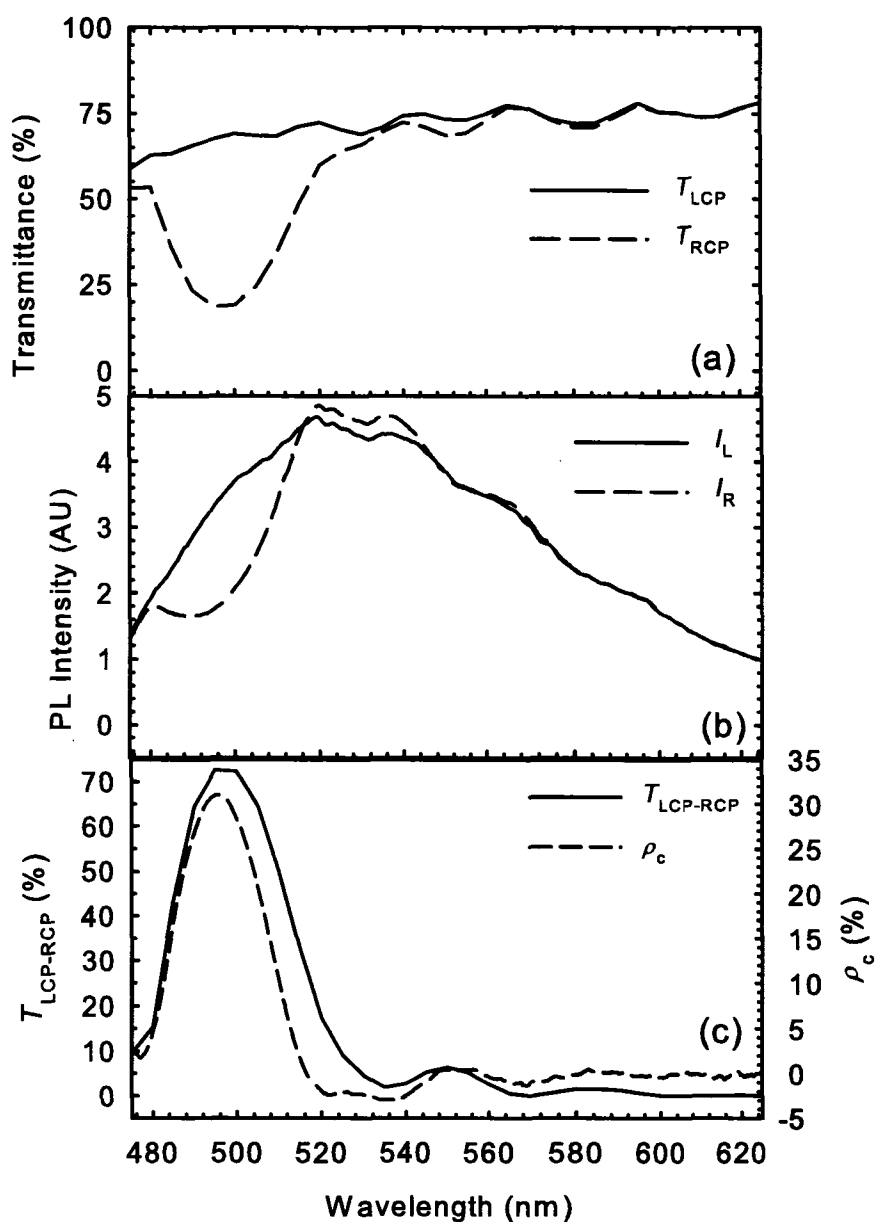 100
75
50
25
0
Transmittance (%)
T_LCP
T_RCP
(a)
5
4
3
2
1
0
PL Intensity (AU)
I_L
I_R
(b)
70
60
50
40
30
20
10
0
T_LCP-RCP (%)
T_LCP-RCP
ρ_c
(c)
35
30
25
20
15
10
5
0
-5
ρ_c (%)
480 500 520 540 560 580 600 620
Wavelength (nm)